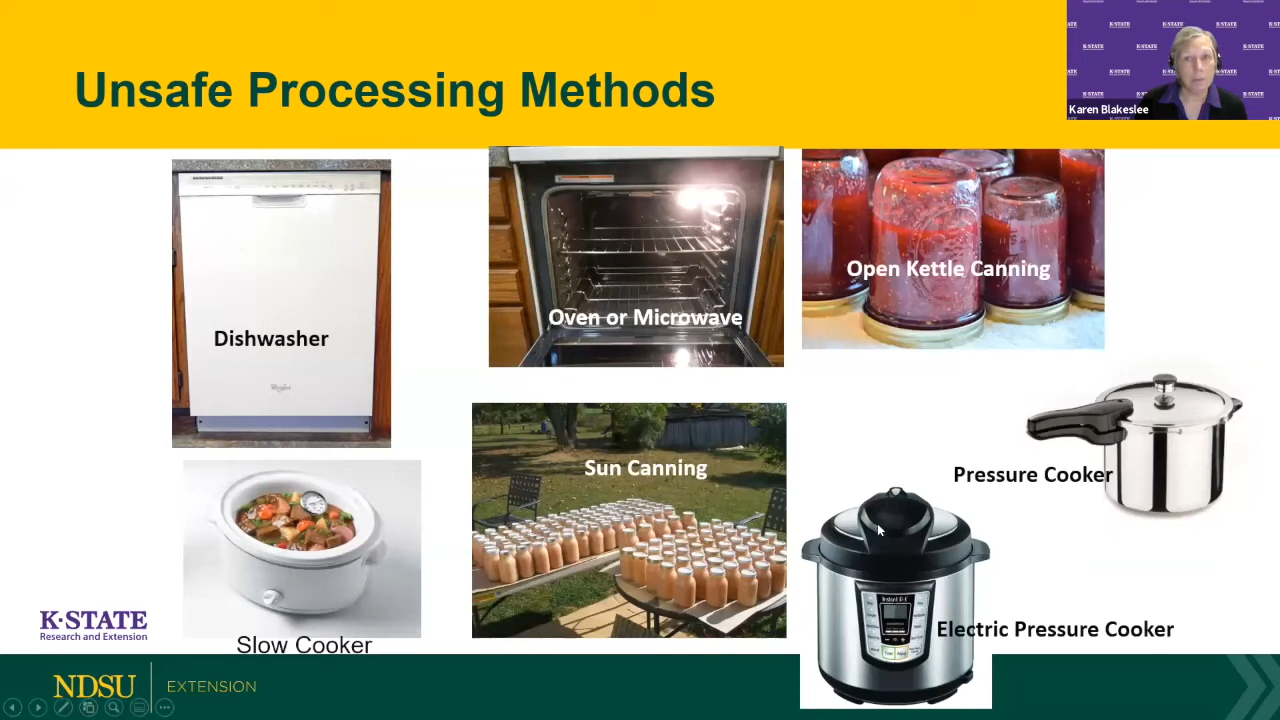 Unsafe Processing Methods
K-STATE
Karen Blakeslee
Dishwasher
Oven or Microwave
Open Kettle Canning
Sun Canning
Pressure Cooker
Slow Cooker
Electric Pressure Cooker
K-STATE
Research and Extension
NDSU
EXTENSION